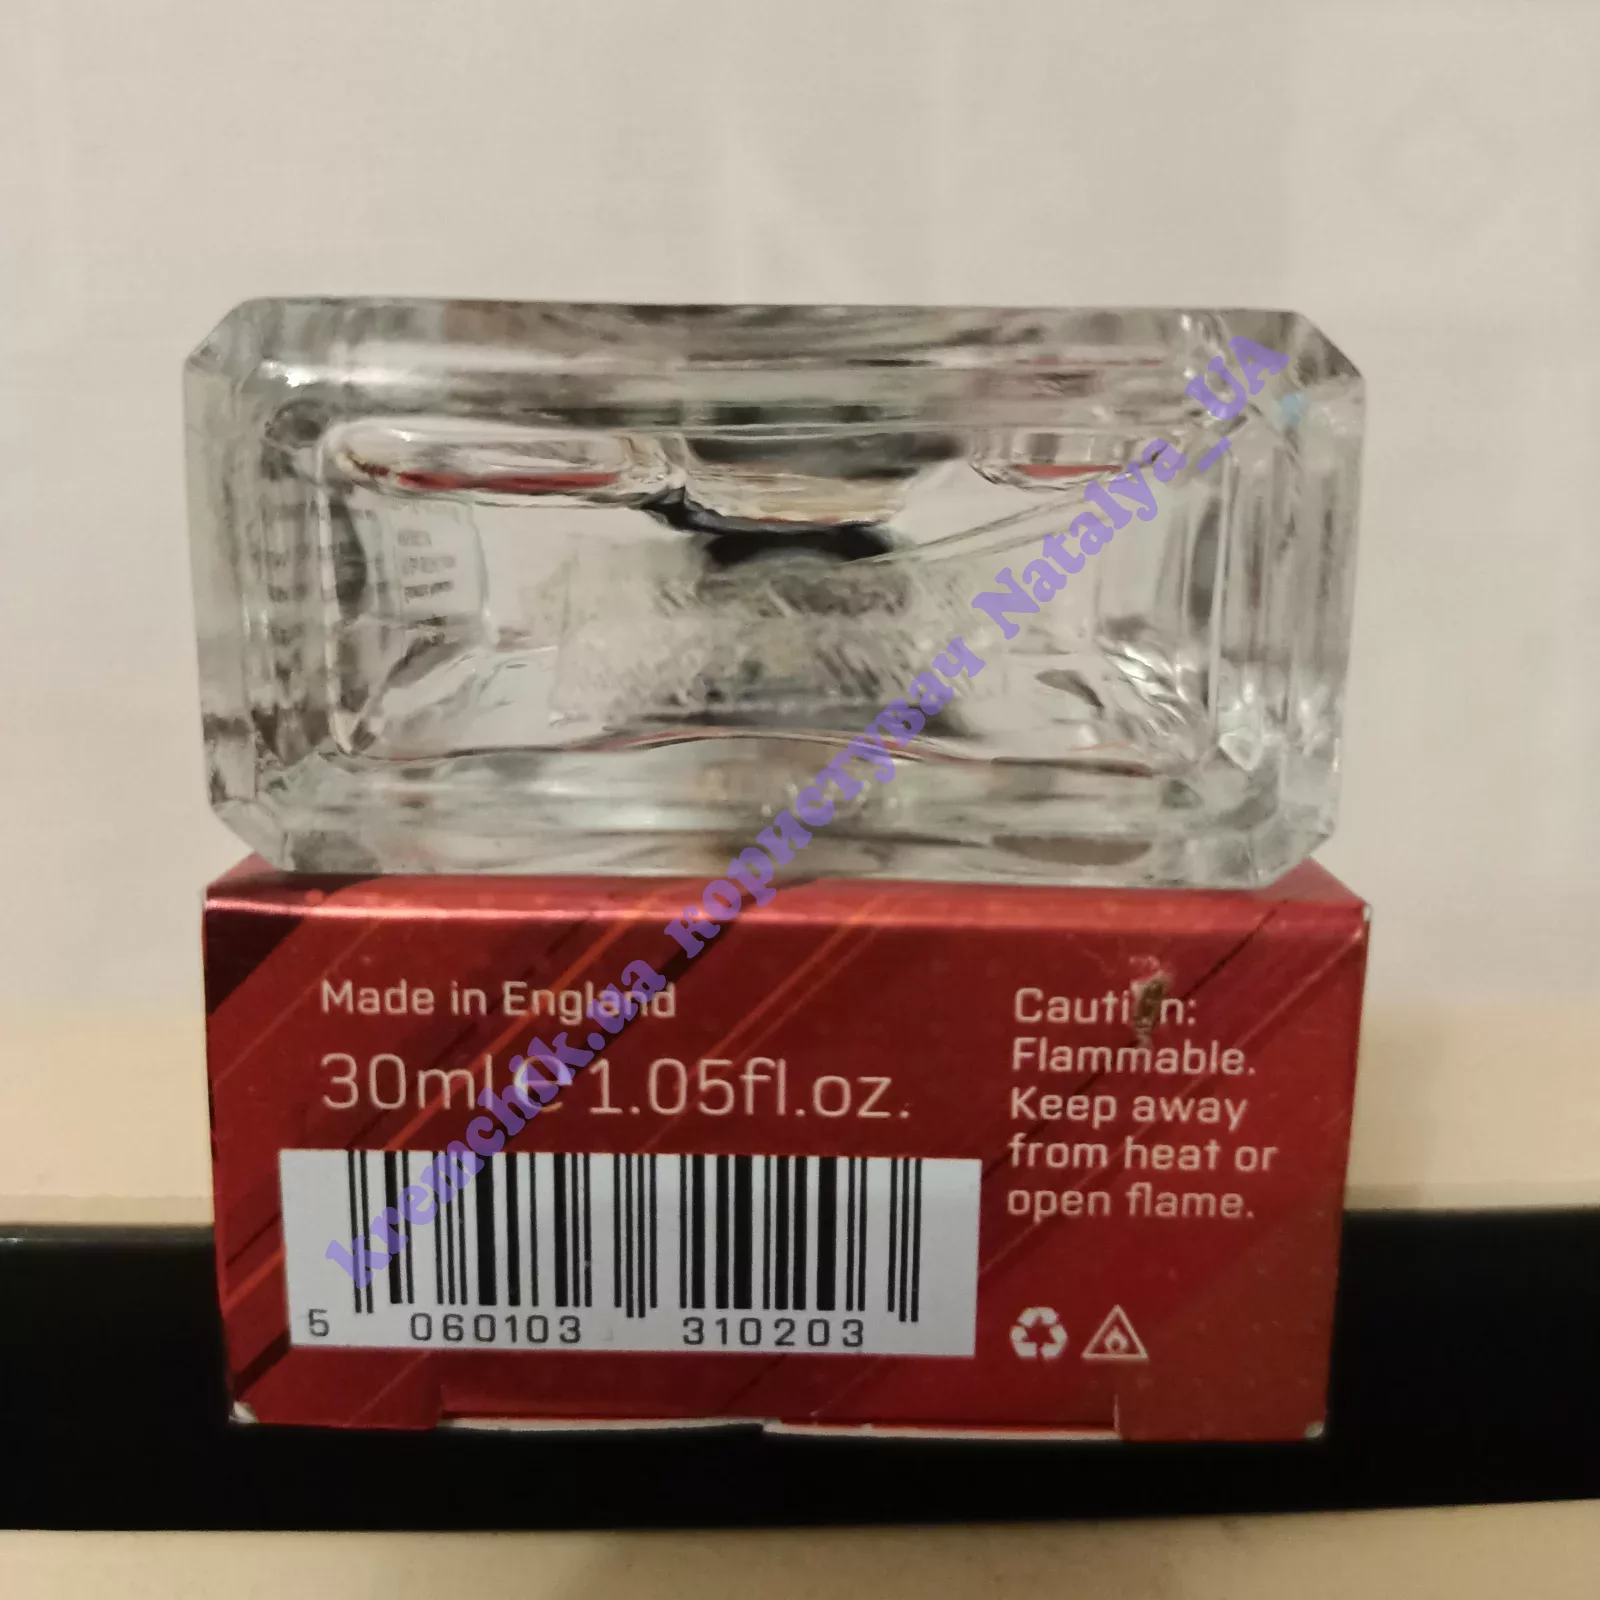 Made in England
30ml e 1.05fl.oz.
Caution:
Flammable.
Keep away
from heat or
open flame.
5 060103 310203
kremchik.ua користувач Natalya_UA